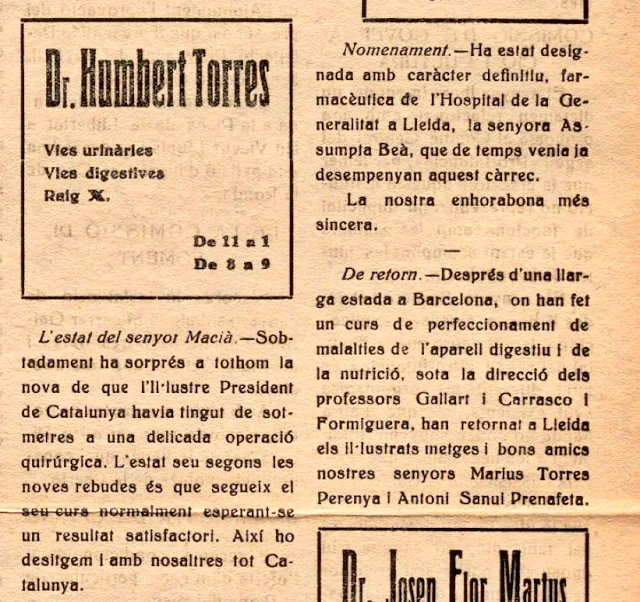 Dr. Humbert Torres
Vies urinàries
Vies digestives
Raig X.
De 11 a 1
De 8 a 9
L'estat del senyor Macià.—Sob-
tadament ha sorprés a tothom la
nova de que l'Il·lustre President
de Catalunya havia tingut de sot-
metres a una delicada operació
quirúrgica. L'estat seu segons les
noves rebudes és que segueix el
seu curs normalment esperant-se
un resultat satisfactori. Així ho
desitgem i amb nosaltres tot Ca-
talunya.
Nomenament.—Ha estat desig-
nada amb caràcter definitiu, far-
macèutica de l'Hospital de la Ge-
neralitat a Lleida, la senyora As-
sumpta Beà, que de temps venia ja
desempenyan aquest càrrec.
La nostra enhorabona més
sincera.
De retorn.—Després d'una llar-
ga estada a Barcelona, on han fet
un curs de perfeccionament de
malalties de l'aparell digestiu i de
la nutrició, sota la direcció dels
professors Gallart i Carrasco i
Formiguera, han retornat a Lleida
els il·lustrats metges i bons amics
nostres senyors Marius Torres
Perenya i Antoni Sanui Prenafeta.
Dr. Josep Flor Martus